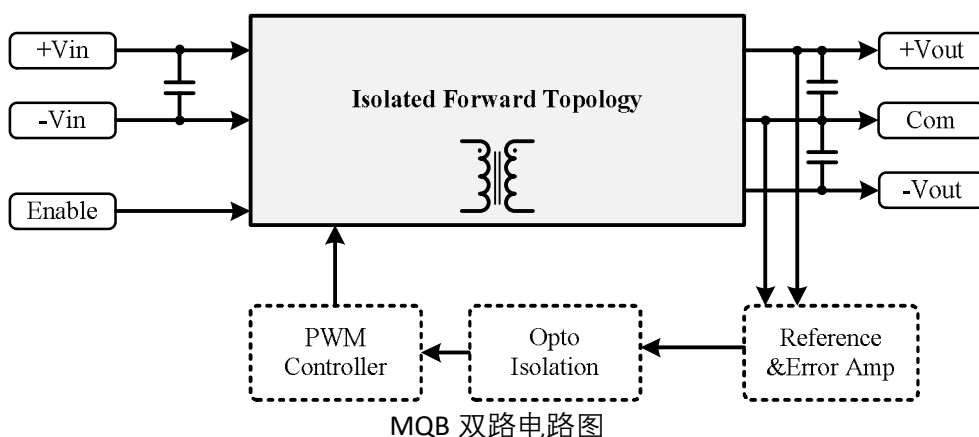 +Vin
-Vin
Enable
Isolated Forward Topology
+Vout
Com
-Vout
PWM
Controller
Opto
Isolation
Reference
&Error Amp
MQB 双路电路图